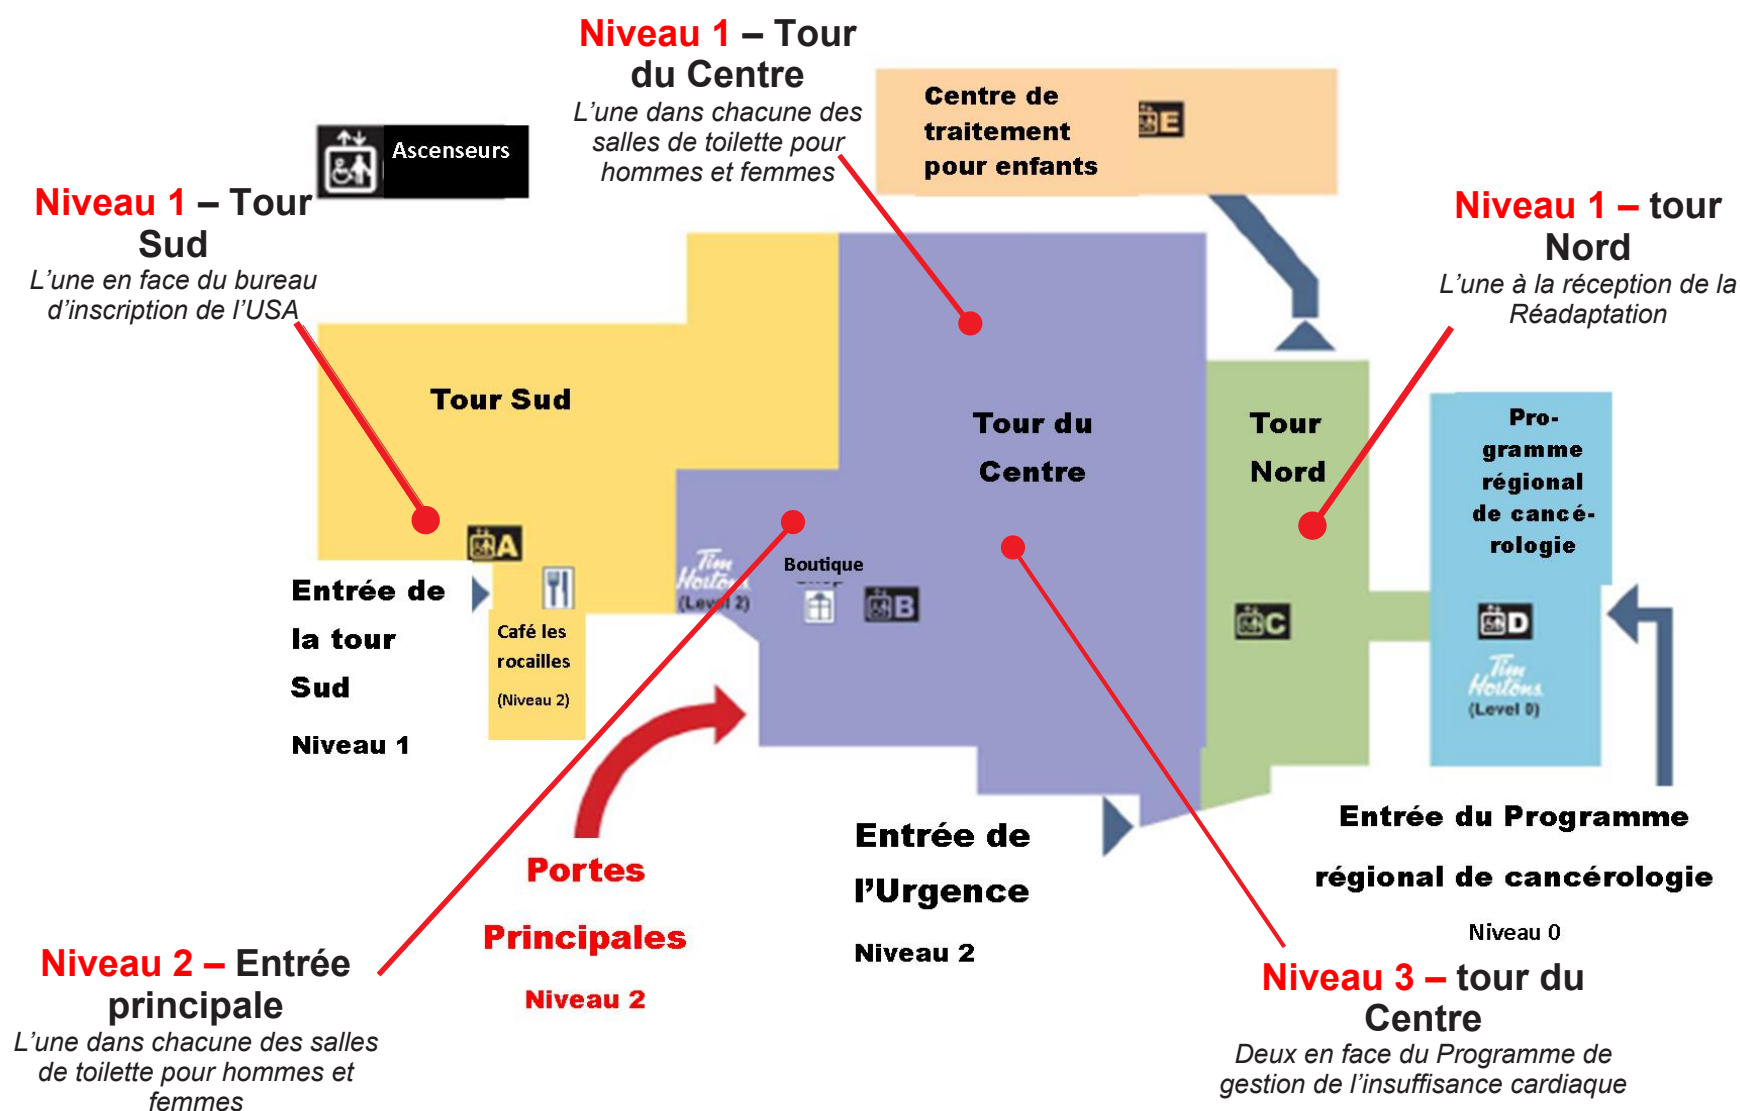 Niveau 1 – Tour
du Centre
L’une dans chacune des
salles de toilette pour
hommes et femmes
Centre de
traitement
pour enfants
E
Ascenseurs
Niveau 1 – Tour
Sud
L’une en face du bureau
d’inscription de l’USA
Niveau 1 – tour
Nord
L’une à la réception de la
Réadaptation
Tour Sud
Tour du
Centre
Tour
Nord
Pro-
gramme
régional
de cancé-
rologie
A
Tim
Hortons
(Level 2)
Boutique
B
C
D
Tim
Hortons
(Level 0)
Entrée de
la tour
Sud
Niveau 1
Café les
rocailles
(Niveau 2)
Portes
Principales
Niveau 2
Entrée de
l’Urgence
Niveau 2
Entrée du Programme
régional de cancérologie
Niveau 0
Niveau 2 – Entrée
principale
L’une dans chacune des salles
de toilette pour hommes et
femmes
Niveau 3 – tour du
Centre
Deux en face du Programme de
gestion de l’insuffisance cardiaque